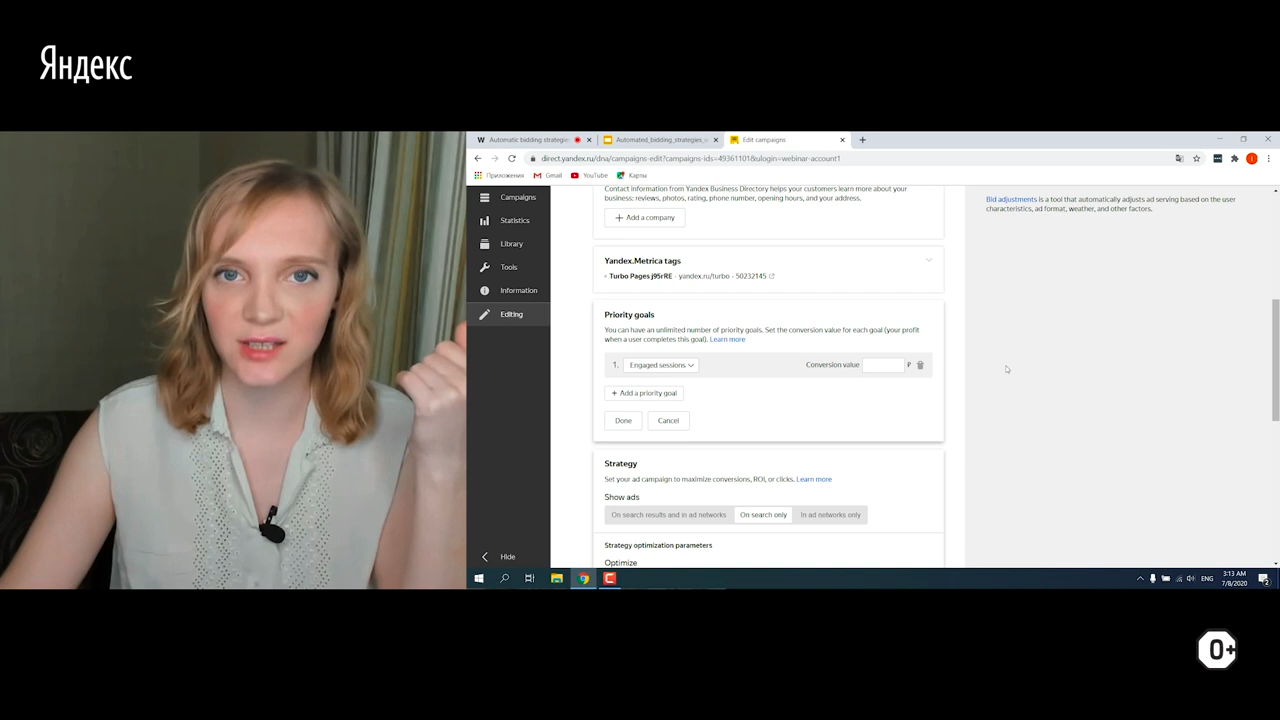 Яндекс
Automatic bidding strategies
Automated_bidding_strategies_
Edit campaigns
direct.yandex.ru/dna/campaigns-edit?campaigns-ids=49361101&ulogin=webinar-account1
Приложения
Gmail
YouTube
Карты
Campaigns
Statistics
Library
Tools
Information
Editing
Hide
Contact information from Yandex Business Directory helps your customers learn more about your
business: reviews, photos, rating, phone number, opening hours, and your address.
+ Add a company
Yandex.Metrica tags
Turbo Pages j95rRE - yandex.ru/turbo - 50232145
Priority goals
You can have an unlimited number of priority goals. Set the conversion value for each goal (your profit
when a user completes this goal). Learn more
1. Engaged sessions Conversion value ₽
+ Add a priority goal
Done Cancel
Strategy
Set your ad campaign to maximize conversions, ROI, or clicks. Learn more
Show ads
On search results and in ad networks On search only In ad networks only
Strategy optimization parameters
Optimize
Bid adjustments is a tool that automatically adjusts ad serving based on the user
characteristics, ad format, weather, and other factors.
ENG
3:13 AM
7/8/2020
0+